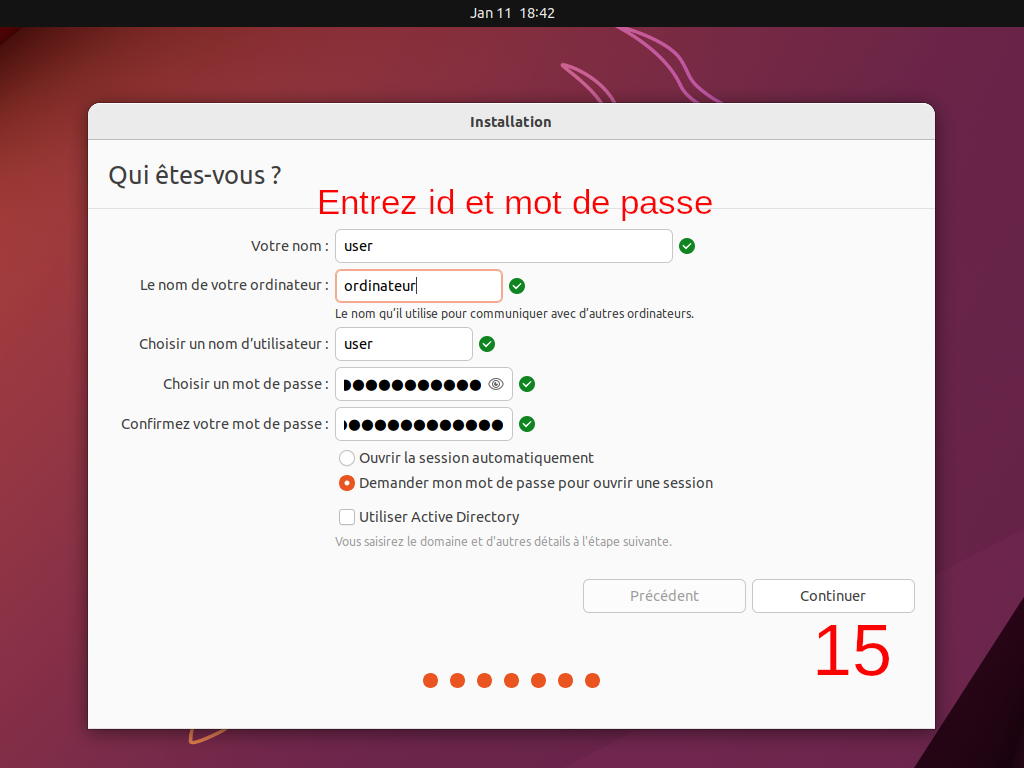 Jan 11 18:42
Installation
Qui êtes-vous ?
Entrez id et mot de passe
Votre nom : user
Le nom de votre ordinateur : ordinateur
Le nom qu'il utilise pour communiquer avec d'autres ordinateurs.
Choisir un nom d'utilisateur : user
Choisir un mot de passe : ●●●●●●●●●●●
Confirmez votre mot de passe : ●●●●●●●●●●●●●
Ouvrir la session automatiquement
Demander mon mot de passe pour ouvrir une session
Utiliser Active Directory
Vous saisirez le domaine et d'autres détails à l'étape suivante.
Précédent Continuer
15